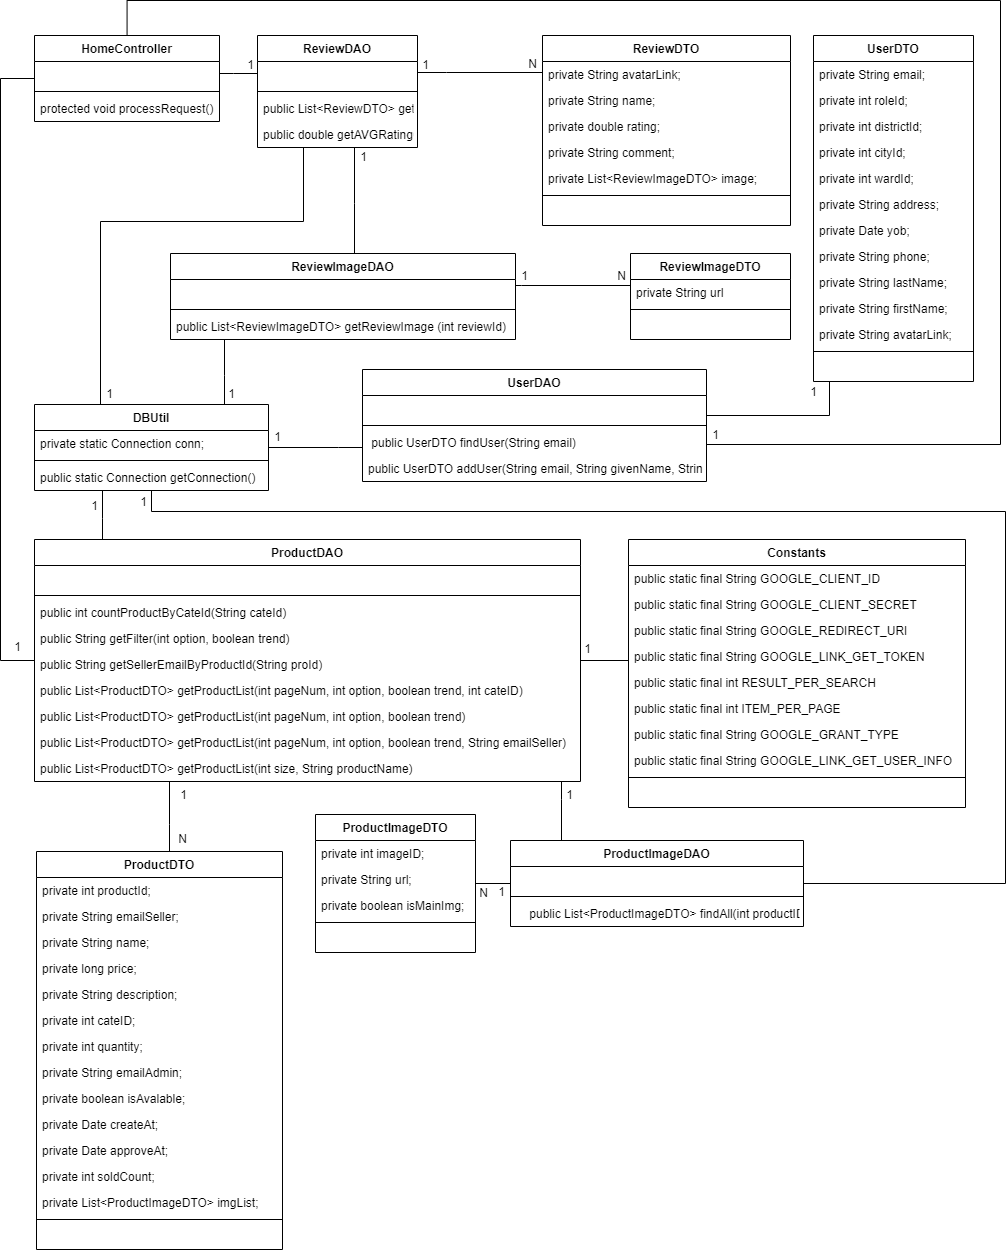 HomeController
protected void processRequest()
1
ReviewDAO
public List<ReviewDTO> get
public double getAVGRating
1
N
1
ReviewDTO
private String avatarLink;
private String name;
private double rating;
private String comment;
private List<ReviewImageDTO> image;
UserDTO
private String email;
private int roleId;
private int districtId;
private int cityId;
private int wardId;
private String address;
private Date yob;
private String phone;
private String lastName;
private String firstName;
private String avatarLink;
1
ReviewImageDAO
public List<ReviewImageDTO> getReviewImage (int reviewId)
1
N
ReviewImageDTO
private String url
1
1
DBUtil
private static Connection conn;
public static Connection getConnection()
1
UserDAO
public UserDTO findUser(String email)
public UserDTO addUser(String email, String givenName, Strin
1
1
1
1
ProductDAO
public int countProductByCateId(String cateId)
public String getFilter(int option, boolean trend)
public String getSellerEmailByProductId(String proId)
public List<ProductDTO> getProductList(int pageNum, int option, boolean trend, int cateID)
public List<ProductDTO> getProductList(int pageNum, int option, boolean trend)
public List<ProductDTO> getProductList(int pageNum, int option, boolean trend, String emailSeller)
public List<ProductDTO> getProductList(int size, String productName)
1
Constants
public static final String GOOGLE_CLIENT_ID
public static final String GOOGLE_CLIENT_SECRET
public static final String GOOGLE_REDIRECT_URI
public static final String GOOGLE_LINK_GET_TOKEN
public static final int RESULT_PER_SEARCH
public static final int ITEM_PER_PAGE
public static final String GOOGLE_GRANT_TYPE
public static final String GOOGLE_LINK_GET_USER_INFO
1
N
1
ProductDTO
private int productId;
private String emailSeller;
private String name;
private long price;
private String description;
private int cateID;
private int quantity;
private String emailAdmin;
private boolean isAvalable;
private Date createAt;
private Date approveAt;
private int soldCount;
private List<ProductImageDTO> imgList;
ProductImageDTO
private int imageID;
private String url;
private boolean isMainImg;
N
1
ProductImageDAO
public List<ProductImageDTO> findAll(int productID